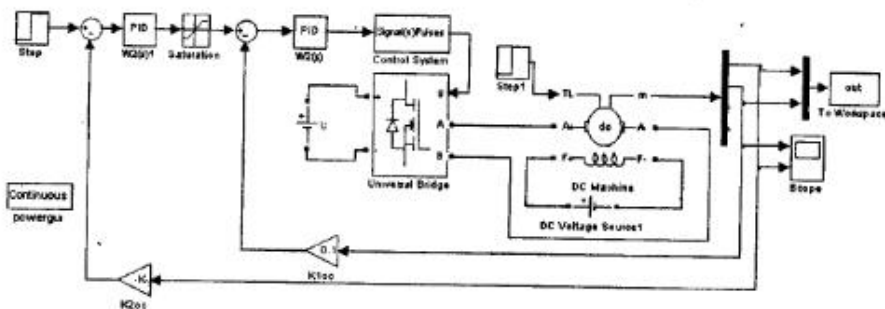 Step
PID
W2(s)1
Saturation
PID
W2(s)
Signal(s)Pulses
Control System
Step1
TL
m
dc
A+
A-
F+
F-
DC Machine
DC Voltage Source1
U
g
A
B
+
-
Universal Bridge
out
To Workspace
Scope
Continuous
powergui
0.1
K1oc
-K-
K2oc